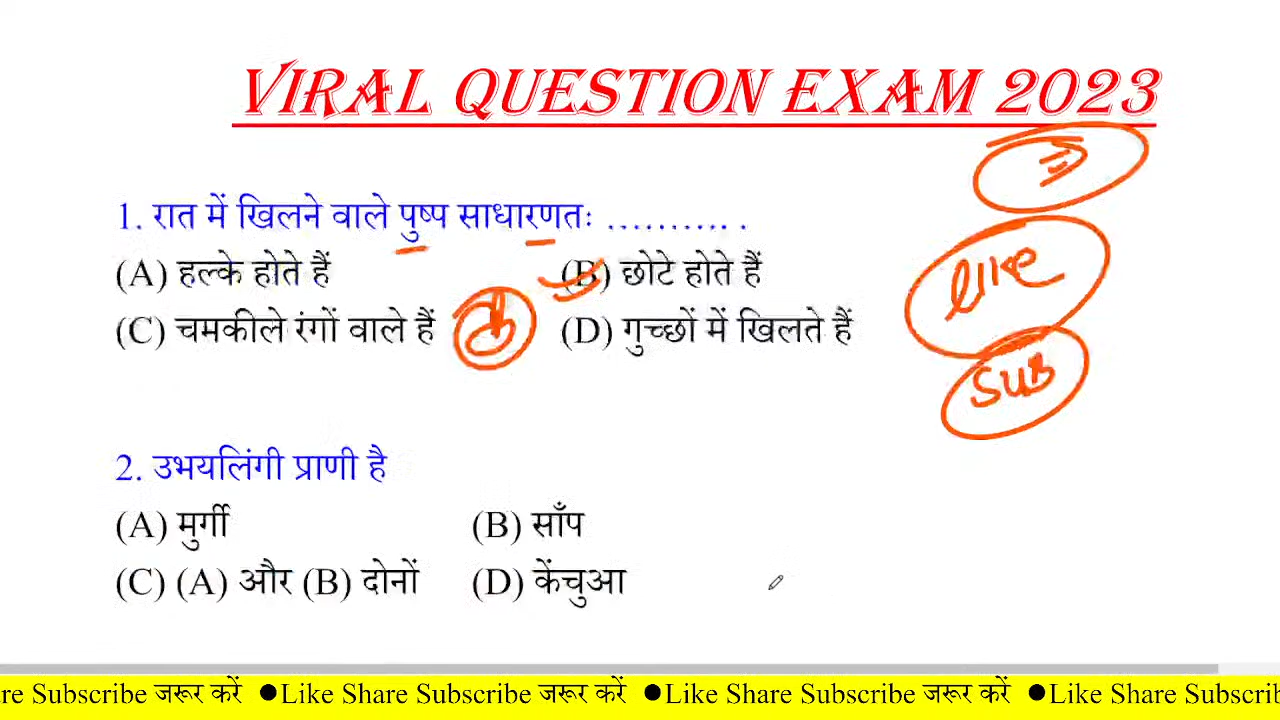 VIRAL QUESTION EXAM 2023
1. रात में खिलने वाले पुष्प साधारणतः .......... .
(A) हल्के होते हैं (B) छोटे होते हैं
(C) चमकीले रंगों वाले हैं (D) गुच्छों में खिलते हैं
like
SUB
2. उभयलिंगी प्राणी है
(A) मुर्गी (B) साँप
(C) (A) और (B) दोनों (D) केंचुआ
re Subscribe जरूर करें ●Like Share Subscribe जरूर करें ●Like Share Subscribe जरूर करें ●Like Share Subscri